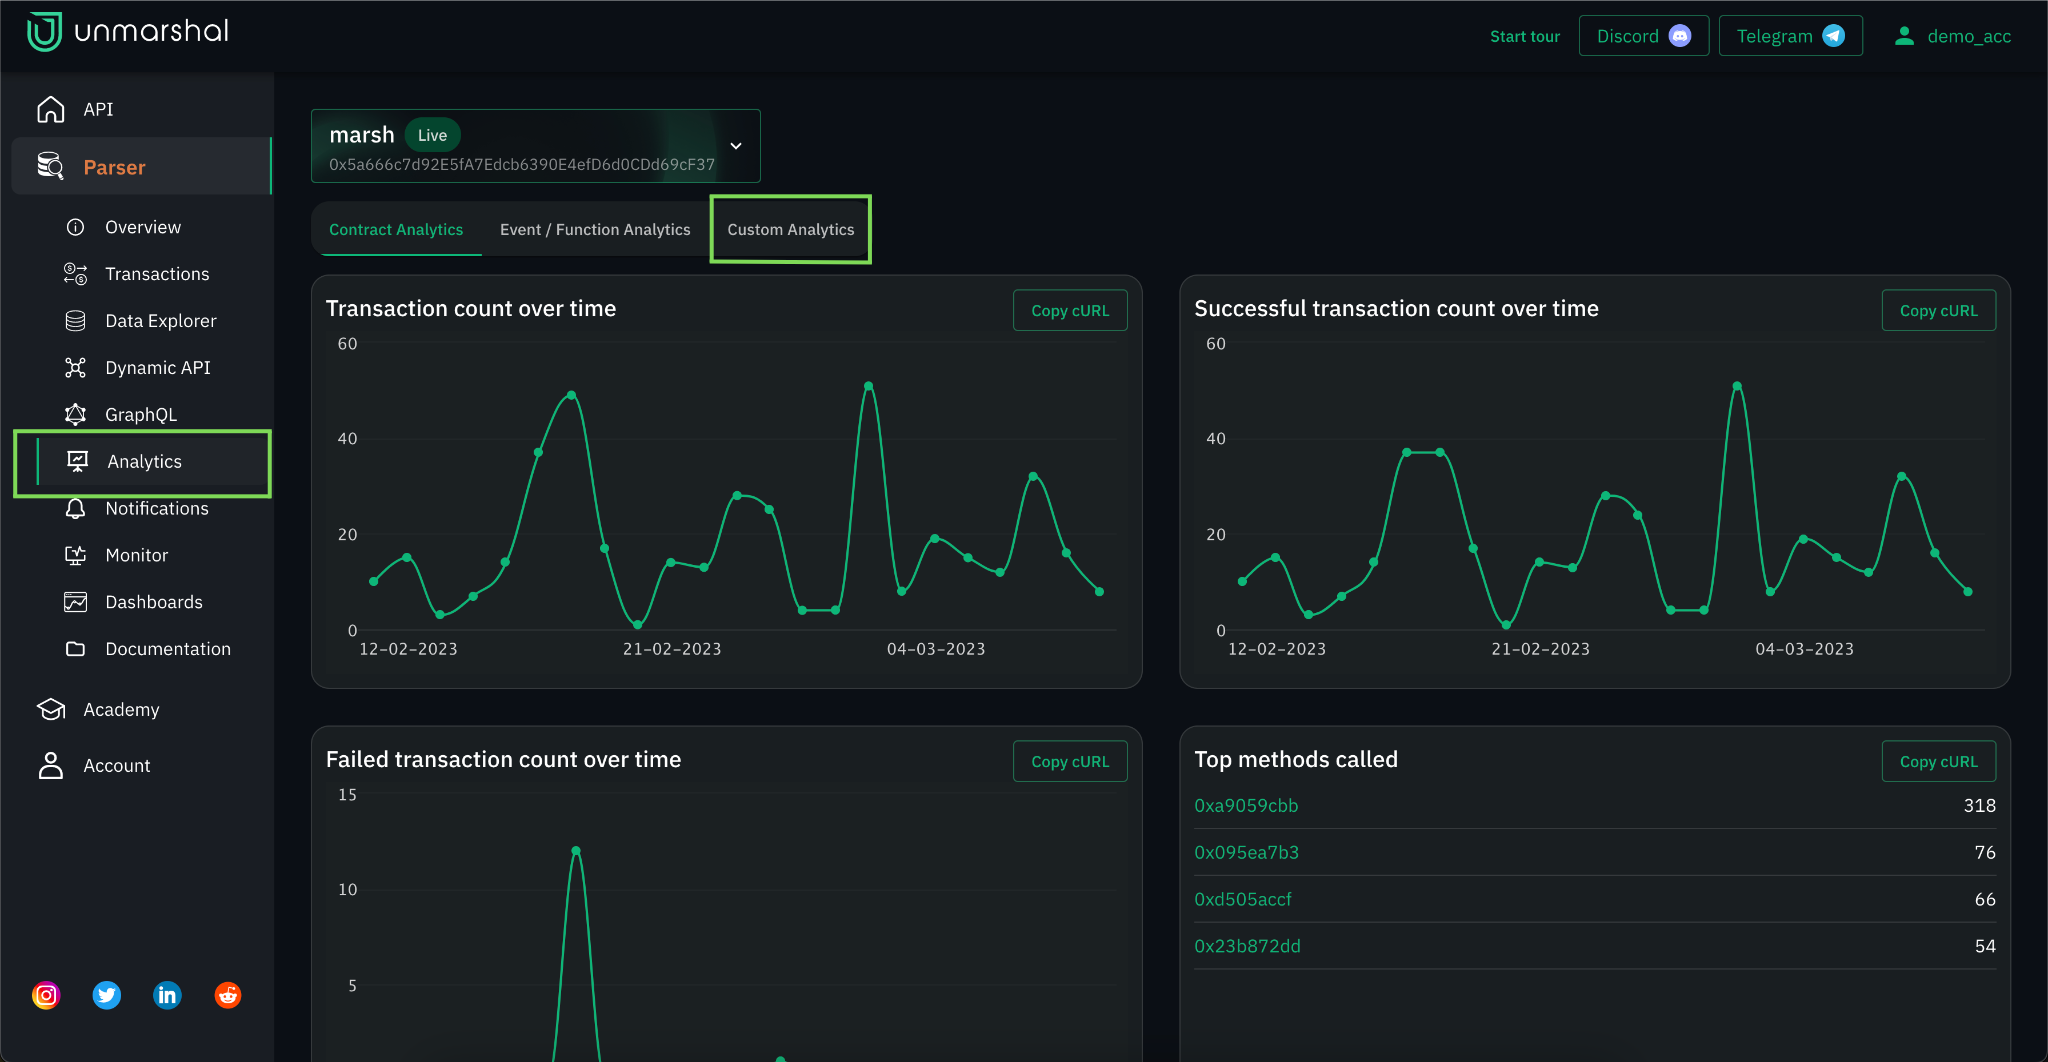 unmarshal
Start tour
Discord
Telegram
demo_acc
API
Parser
Overview
Transactions
Data Explorer
Dynamic API
GraphQL
Analytics
Notifications
Monitor
Dashboards
Documentation
Academy
Account
marsh Live
0x5a666c7d92E5fA7Edcb6390E4efD6d0CDd69cF37
Contract Analytics
Event / Function Analytics
Custom Analytics
Transaction count over time
Copy cURL
60
40
20
0
12-02-2023 21-02-2023 04-03-2023
Successful transaction count over time
Copy cURL
60
40
20
0
12-02-2023 21-02-2023 04-03-2023
Failed transaction count over time
Copy cURL
15
10
5
Top methods called
Copy cURL
0xa9059cbb 318
0x095ea7b3 76
0xd505accf 66
0x23b872dd 54
in